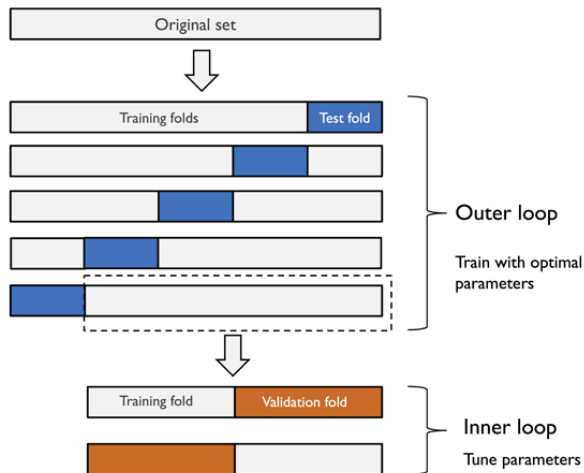 Original set
Training folds
Test fold
Outer loop
Train with optimal
parameters
Training fold
Validation fold
Inner loop
Tune parameters